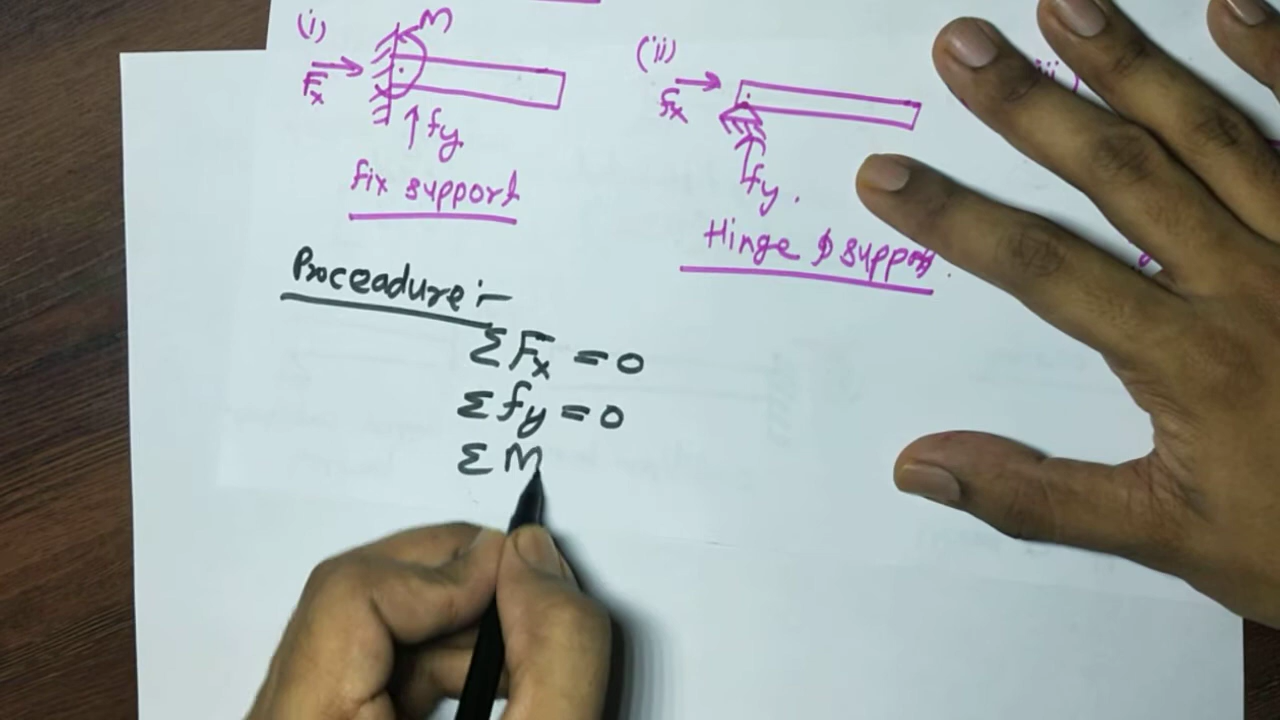 (i)
M
Fx
fy
fix support
(ii)
fx
fy.
Hinge support.
Proceadure :-
ΣFx = 0
Σfy = 0
ΣM